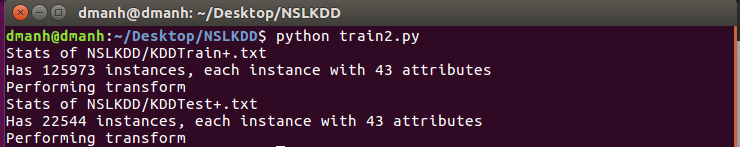 dmanh@dmanh: ~/Desktop/NSLKDD
dmanh@dmanh:~/Desktop/NSLKDD$ python train2.py
Stats of NSLKDD/KDDTrain+.txt
Has 125973 instances, each instance with 43 attributes
Performing transform
Stats of NSLKDD/KDDTest+.txt
Has 22544 instances, each instance with 43 attributes
Performing transform